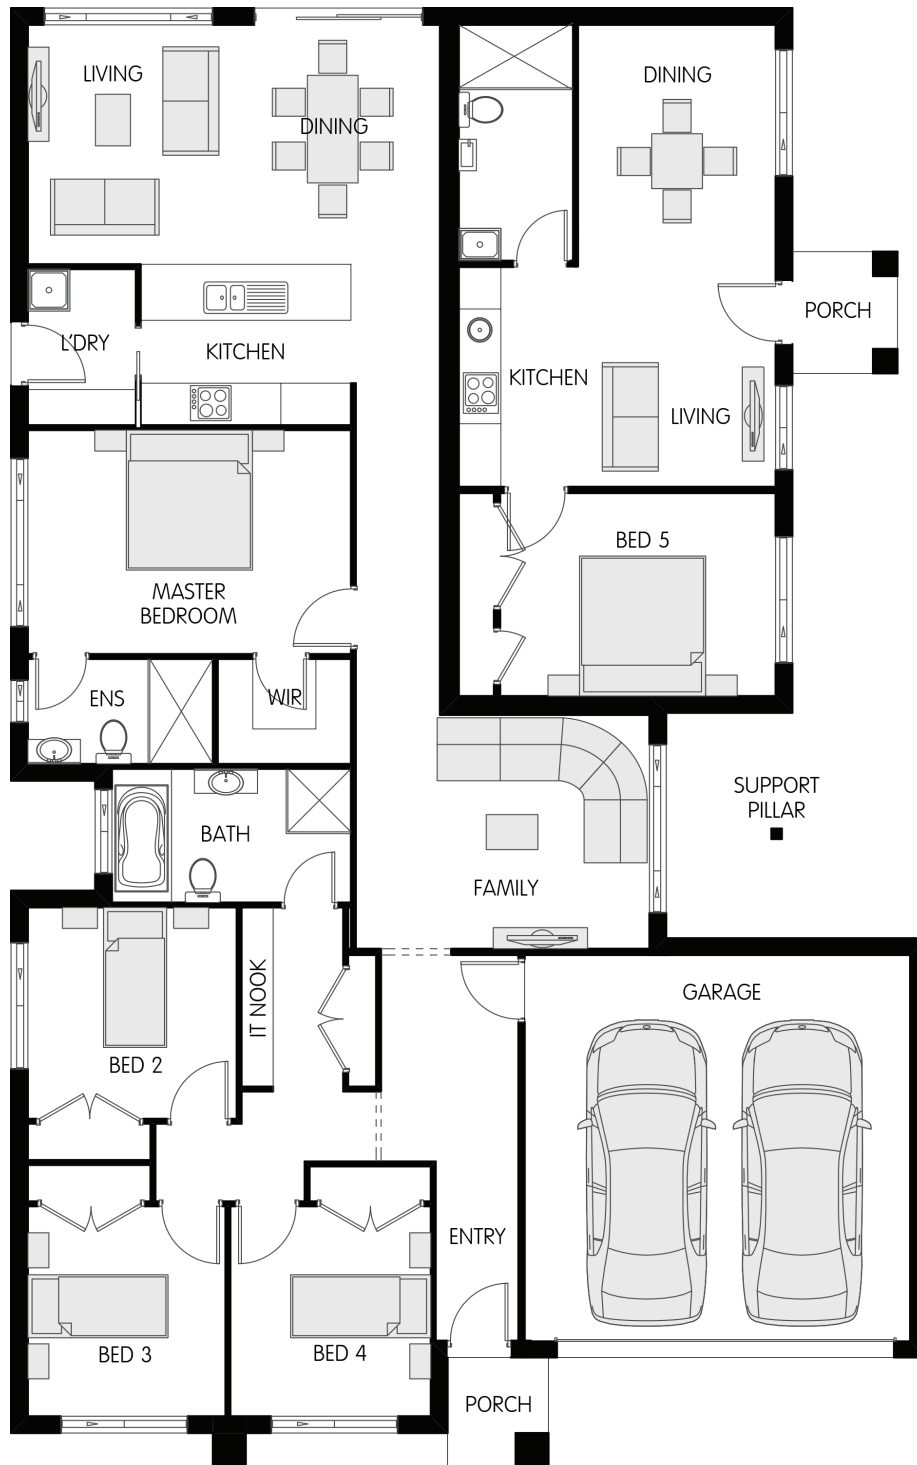 LIVING
DINING
DINING
L'DRY
KITCHEN
PORCH
KITCHEN
LIVING
BED 5
MASTER
BEDROOM
ENS
WIR
SUPPORT
PILLAR
BATH
FAMILY
IT NOOK
GARAGE
BED 2
ENTRY
BED 3
BED 4
PORCH